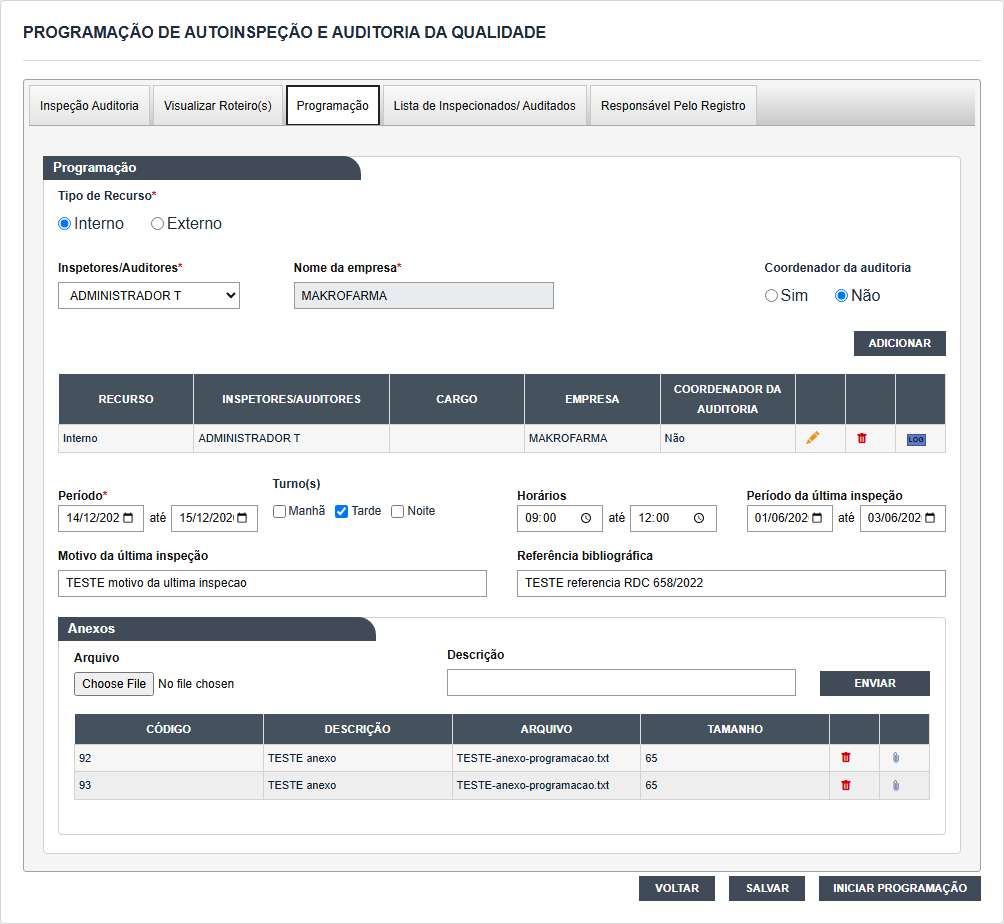 PROGRAMAÇÃO DE AUTOINSPEÇÃO E AUDITORIA DA QUALIDADE
Inspeção Auditoria Visualizar Roteiro(s) Programação Lista de Inspecionados/ Auditados Responsável Pelo Registro
Programação
Tipo de Recurso*
Interno Externo
Inspetores/Auditores* Nome da empresa* Coordenador da auditoria
ADMINISTRADOR T MAKROFARMA Sim Não
ADICIONAR
RECURSO INSPETORES/AUDITORES CARGO EMPRESA COORDENADOR DA AUDITORIA
Interno ADMINISTRADOR T MAKROFARMA Não LOG
Período* Turno(s) Horários Período da última inspeção
14/12/202 até 15/12/202 Manhã Tarde Noite 09:00 até 12:00 01/06/202 até 03/06/202
Motivo da última inspeção Referência bibliográfica
TESTE motivo da ultima inspecao TESTE referencia RDC 658/2022
Anexos
Arquivo Descrição
Choose File No file chosen ENVIAR
CÓDIGO DESCRIÇÃO ARQUIVO TAMANHO
92 TESTE anexo TESTE-anexo-programacao.txt 65
93 TESTE anexo TESTE-anexo-programacao.txt 65
VOLTAR SALVAR INICIAR PROGRAMAÇÃO